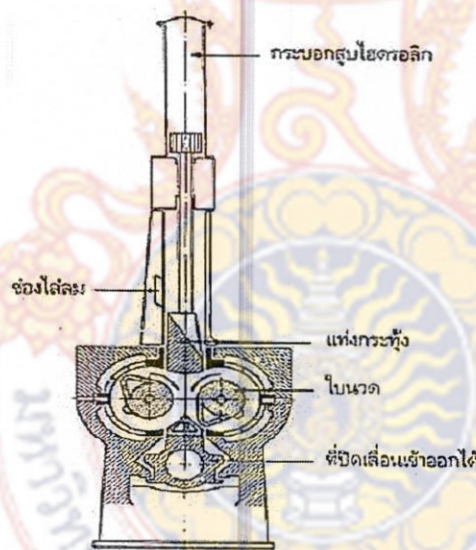 กระบอกสูบไฮดรอลิก
ช่องไล่ลม
แท่งกระทุ้ง
ใบนวด
ที่ปิดเลื่อนเข้าออกได้